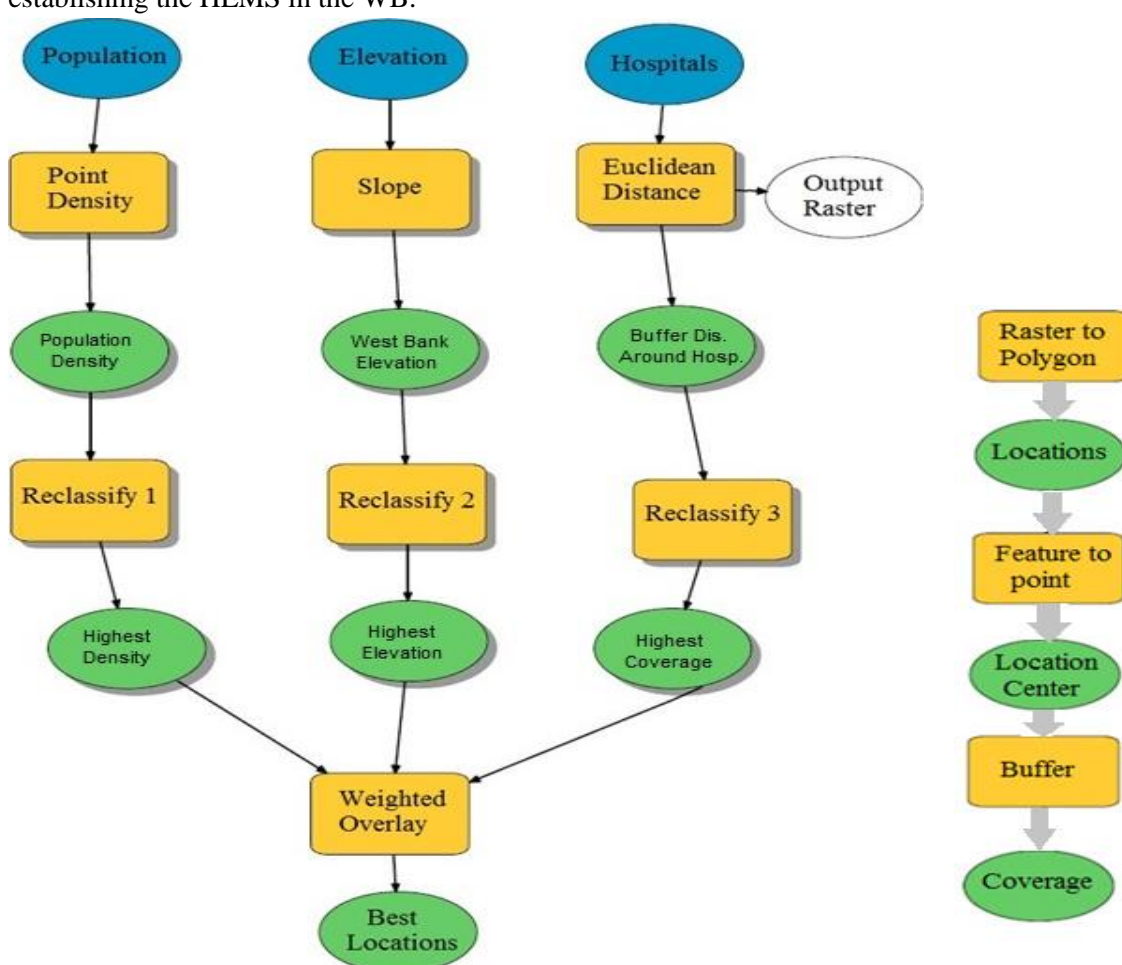 establishing the HEMS in the WB.
Population
Elevation
Hospitals
Point
Density
Slope
Euclidean
Distance
Output
Raster
Population
Density
West Bank
Elevation
Buffer Dis.
Around Hosp.
Raster to
Polygon
Locations
Reclassify 1
Reclassify 2
Reclassify 3
Feature to
point
Highest
Density
Highest
Elevation
Highest
Coverage
Location
Center
Weighted
Overlay
Buffer
Best
Locations
Coverage